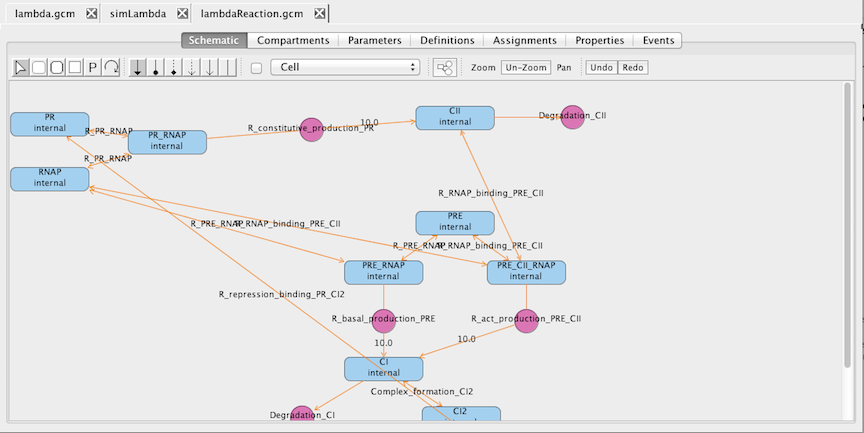 lambda.gcm simLambda lambdaReaction.gcm
Schematic Compartments Parameters Definitions Assignments Properties Events
P Cell Zoom Un-Zoom Pan Undo Redo
PR
internal
R_PR_RNAP
PR_RNAP
internal
R_constitutive_production_PR
10.0
CII
internal
Degradation_CII
R_PR_RNAP
RNAP
internal
R_RNAP_binding_PRE_CII
R_PRE_RNAP
R_RNAP_binding_PRE_CII
PRE
internal
R_PRE_RNAP
R_RNAP_binding_PRE_CII
PRE_RNAP
internal
PRE_CII_RNAP
internal
R_repression_binding_PR_CI2
R_basal_production_PRE
R_act_production_PRE_CII
10.0
10.0
CI
internal
Complex_formation_CI2
Degradation_CI
CI2